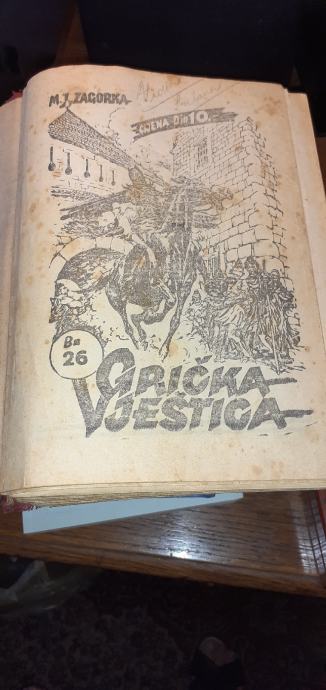 M. J. ZAGORKA
CIJENA Din 10.-
Br.
26
GRIČKA
VJEŠTICA